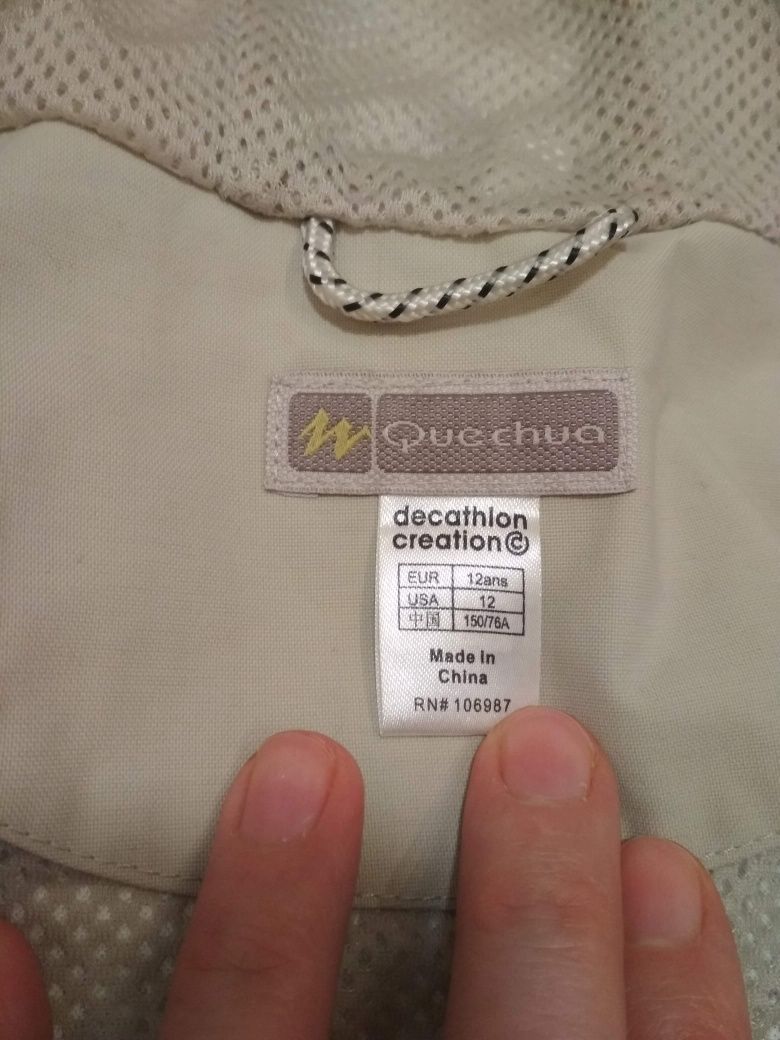 Quechua
decathlon
creation©
EUR 12ans
USA 12
中国 150/76A
Made in
China
RN# 106987